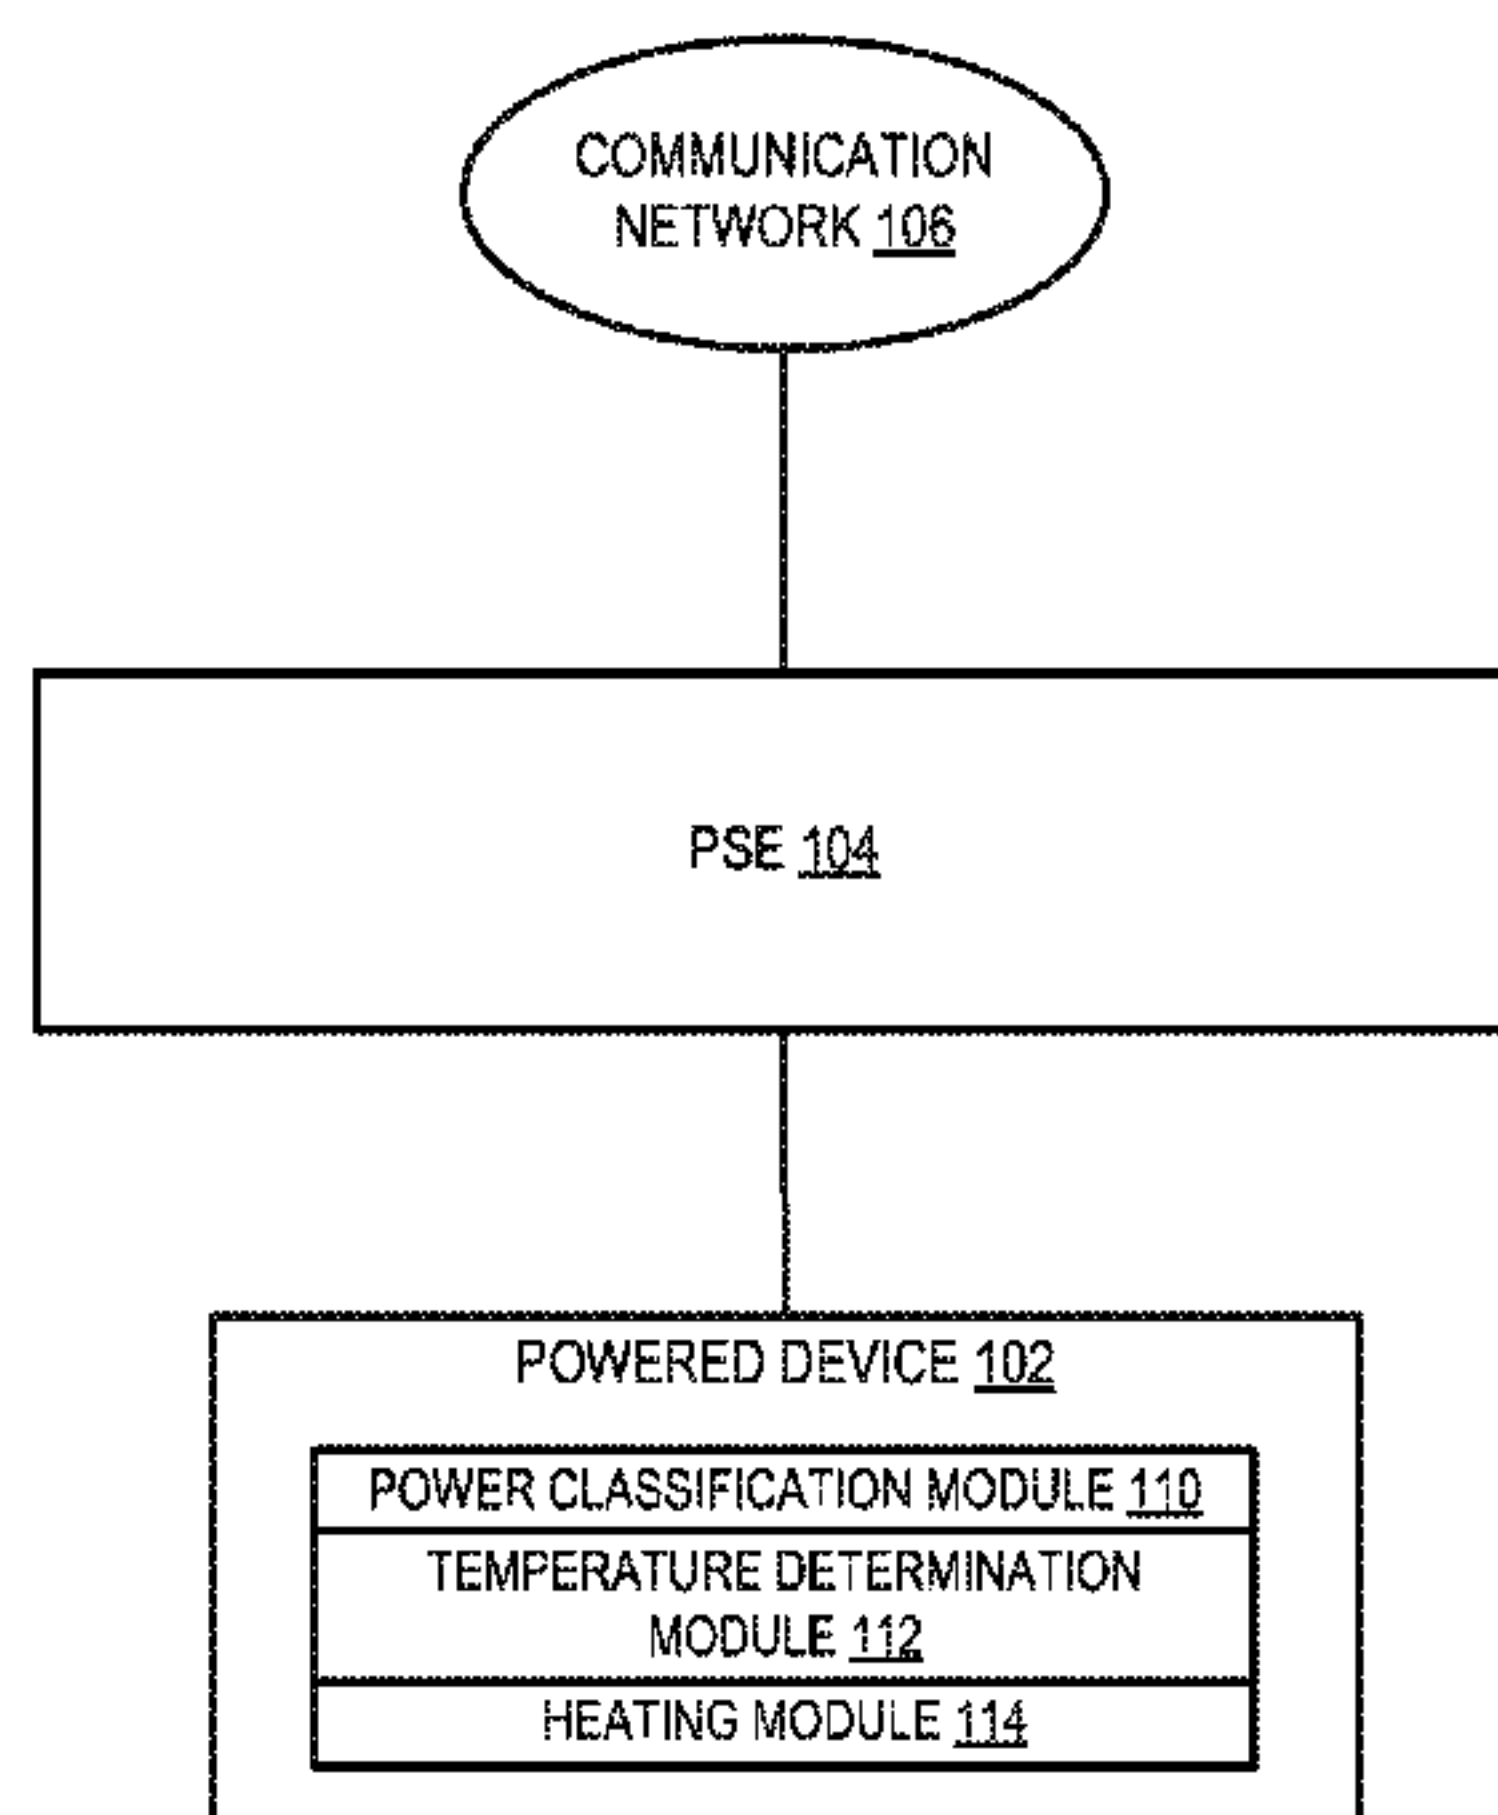 COMMUNICATION
NETWORK 106
PSE 104
POWERED DEVICE 102
POWER CLASSIFICATION MODULE 110
TEMPERATURE DETERMINATION
MODULE 112
HEATING MODULE 114